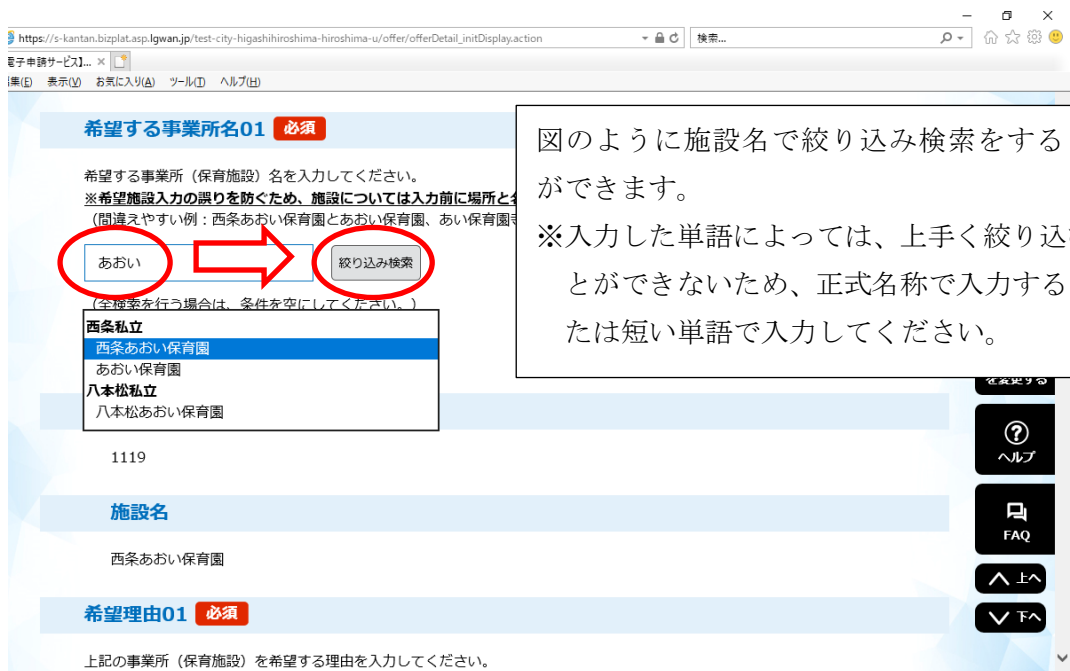 https://s-kantan.bizplat.asp.lgwan.jp/test-city-higashihiroshima-hiroshima-u/offer/offerDetail_initDisplay.action
検索...
電子申請サービス】...
集(E) 表示(V) お気に入り(A) ツール(T) ヘルプ(H)
希望する事業所名01 必須
希望する事業所（保育施設）名を入力してください。
※希望施設入力の誤りを防ぐため、施設については入力前に場所と
（間違えやすい例：西条あおい保育園とあおい保育園、あい保育園
あおい
絞り込み検索
（全検索を行う場合は、条件を空にしてください。）
西条私立
西条あおい保育園
あおい保育園
八本松私立
八本松あおい保育園
図のように施設名で絞り込み検索をする
ができます。
※入力した単語によっては、上手く絞り込
とができないため、正式名称で入力する
たは短い単語で入力してください。
を変更する
ヘルプ
1119
施設名
FAQ
西条あおい保育園
上へ
希望理由01 必須
下へ
上記の事業所（保育施設）を希望する理由を入力してください。